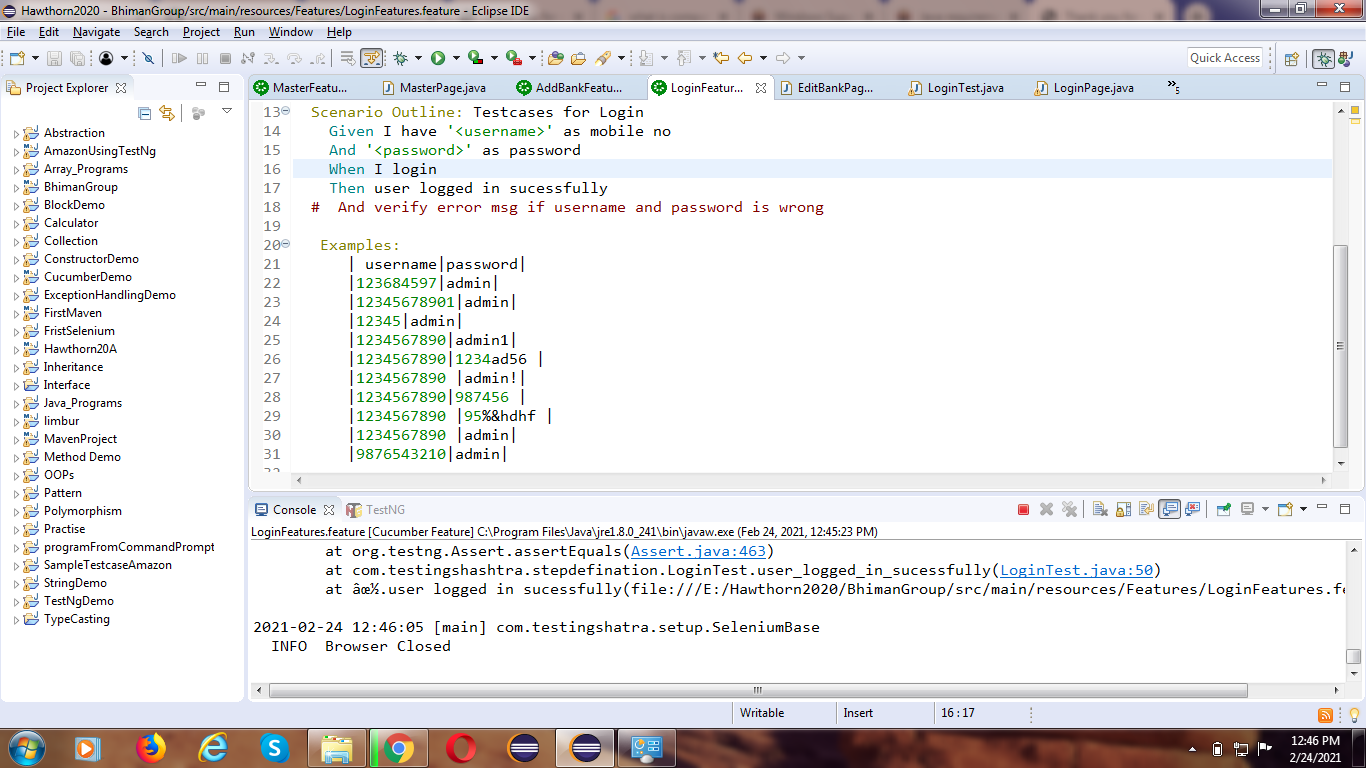 Hawthorn2020 - BhimanGroup/src/main/resources/Features/LoginFeatures.feature - Eclipse IDE
File Edit Navigate Search Project Run Window Help
Quick Access
Project Explorer
Abstraction
AmazonUsingTestNg
Array_Programs
BhimanGroup
BlockDemo
Calculator
Collection
ConstructorDemo
CucumberDemo
ExceptionHandlingDemo
FirstMaven
FristSelenium
Hawthorn20A
Inheritance
Interface
Java_Programs
limbur
MavenProject
Method Demo
OOPs
Pattern
Polymorphism
Practise
programFromCommandPrompt
SampleTestcaseAmazon
StringDemo
TestNgDemo
TypeCasting
MasterFeatu... MasterPage.java AddBankFeatu... LoginFeatur... EditBankPag... LoginTest.java LoginPage.java »5
13 Scenario Outline: Testcases for Login
14 Given I have '<username>' as mobile no
15 And '<password>' as password
16 When I login
17 Then user logged in sucessfully
18 # And verify error msg if username and password is wrong
19
20 Examples:
21 | username|password|
22 |123684597|admin|
23 |12345678901|admin|
24 |12345|admin|
25 |1234567890|admin1|
26 |1234567890|1234ad56 |
27 |1234567890 |admin!|
28 |1234567890|987456 |
29 |1234567890 |95%&hdhf |
30 |1234567890 |admin|
31 |9876543210|admin|
32
Console TestNG
LoginFeatures.feature [Cucumber Feature] C:\Program Files\Java\jre1.8.0_241\bin\javaw.exe (Feb 24, 2021, 12:45:23 PM)
at org.testng.Assert.assertEquals(Assert.java:463)
at com.testingshashtra.stepdefination.LoginTest.user_logged_in_sucessfully(LoginTest.java:50)
at âœ½.user logged in sucessfully(file:///E:/Hawthorn2020/BhimanGroup/src/main/resources/Features/LoginFeatures.fe
2021-02-24 12:46:05 [main] com.testingshatra.setup.SeleniumBase
INFO Browser Closed
Writable Insert 16 : 17
12:46 PM
2/24/2021